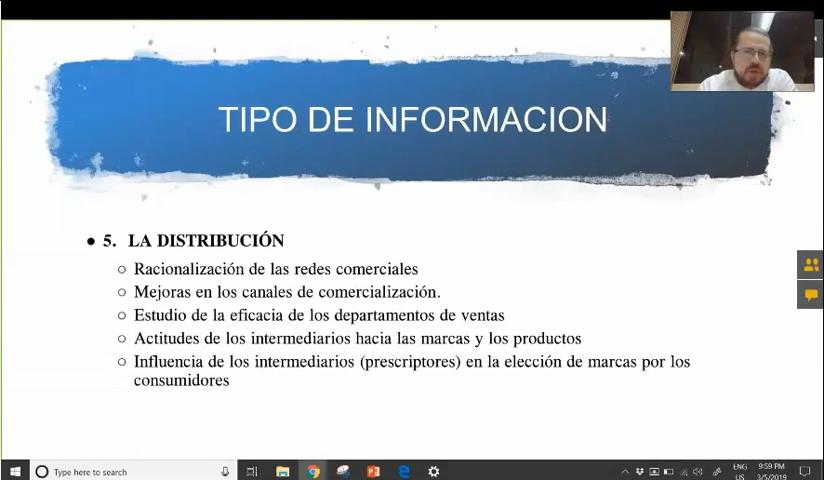 TIPO DE INFORMACION
● 5. LA DISTRIBUCIÓN
○ Racionalización de las redes comerciales
○ Mejoras en los canales de comercialización.
○ Estudio de la eficacia de los departamentos de ventas
○ Actitudes de los intermediarios hacia las marcas y los productos
○ Influencia de los intermediarios (prescriptores) en la elección de marcas por los
consumidores
Type here to search
ENG
US
9:59 PM
3/5/2019